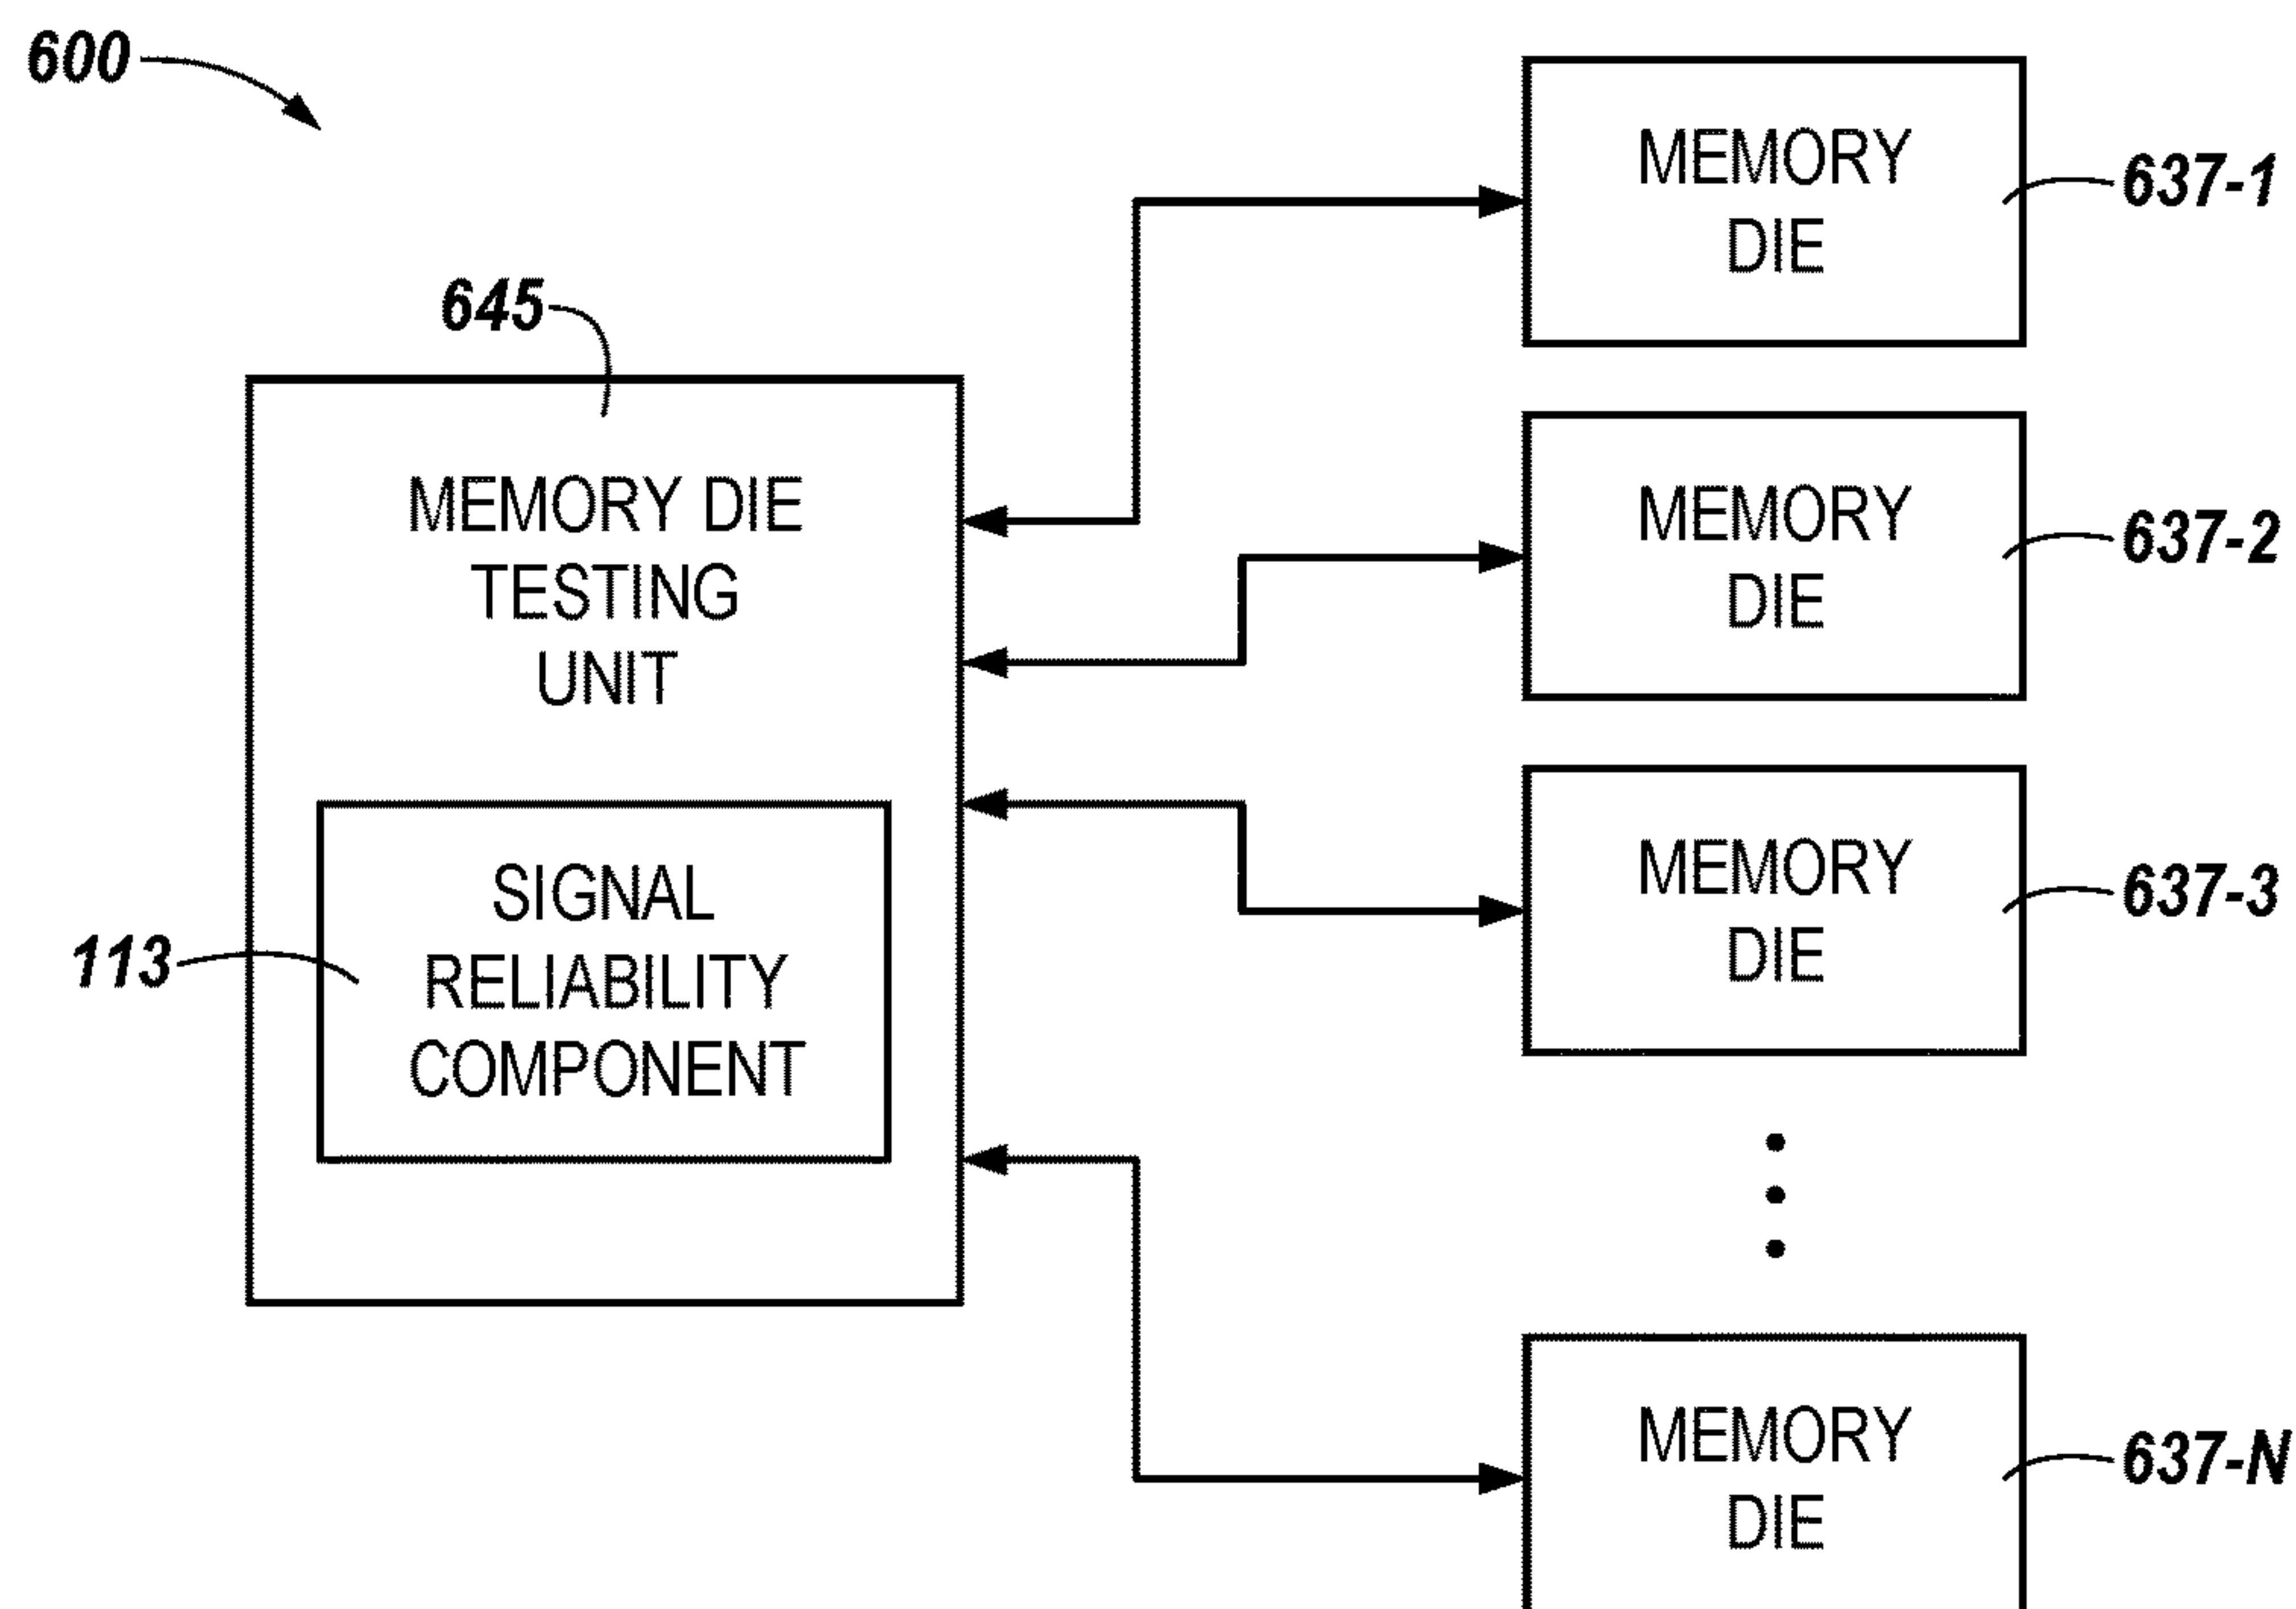 600
MEMORY
DIE
637-1
645
MEMORY DIE
TESTING
UNIT
MEMORY
DIE
637-2
SIGNAL
RELIABILITY
COMPONENT
113
MEMORY
DIE
637-3
MEMORY
DIE
637-N